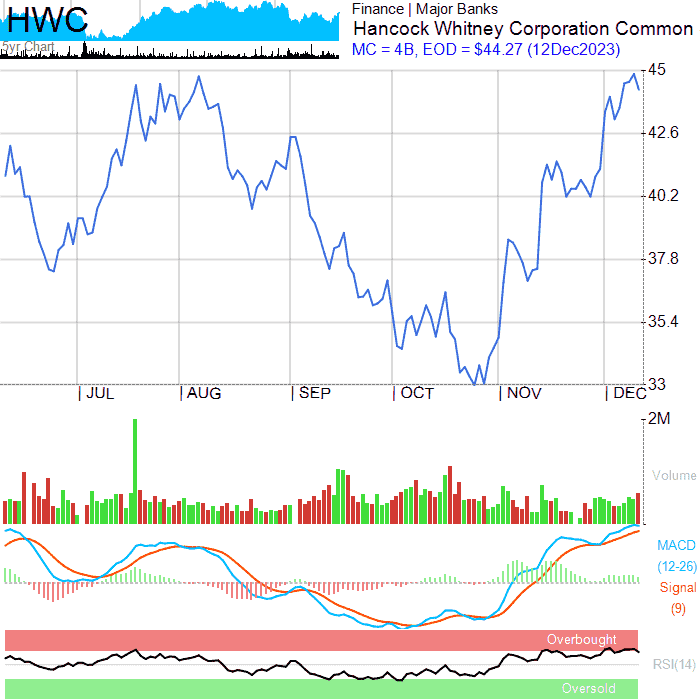 HWC
5yr Chart
Finance | Major Banks
Hancock Whitney Corporation Common
MC = 4B, EOD = $44.27 (12Dec2023)
45
42.6
40.2
37.8
35.4
33
JUL AUG SEP OCT NOV DEC
2M
Volume
MACD
(12-26)
Signal
(9)
Overbought
RSI(14)
Oversold